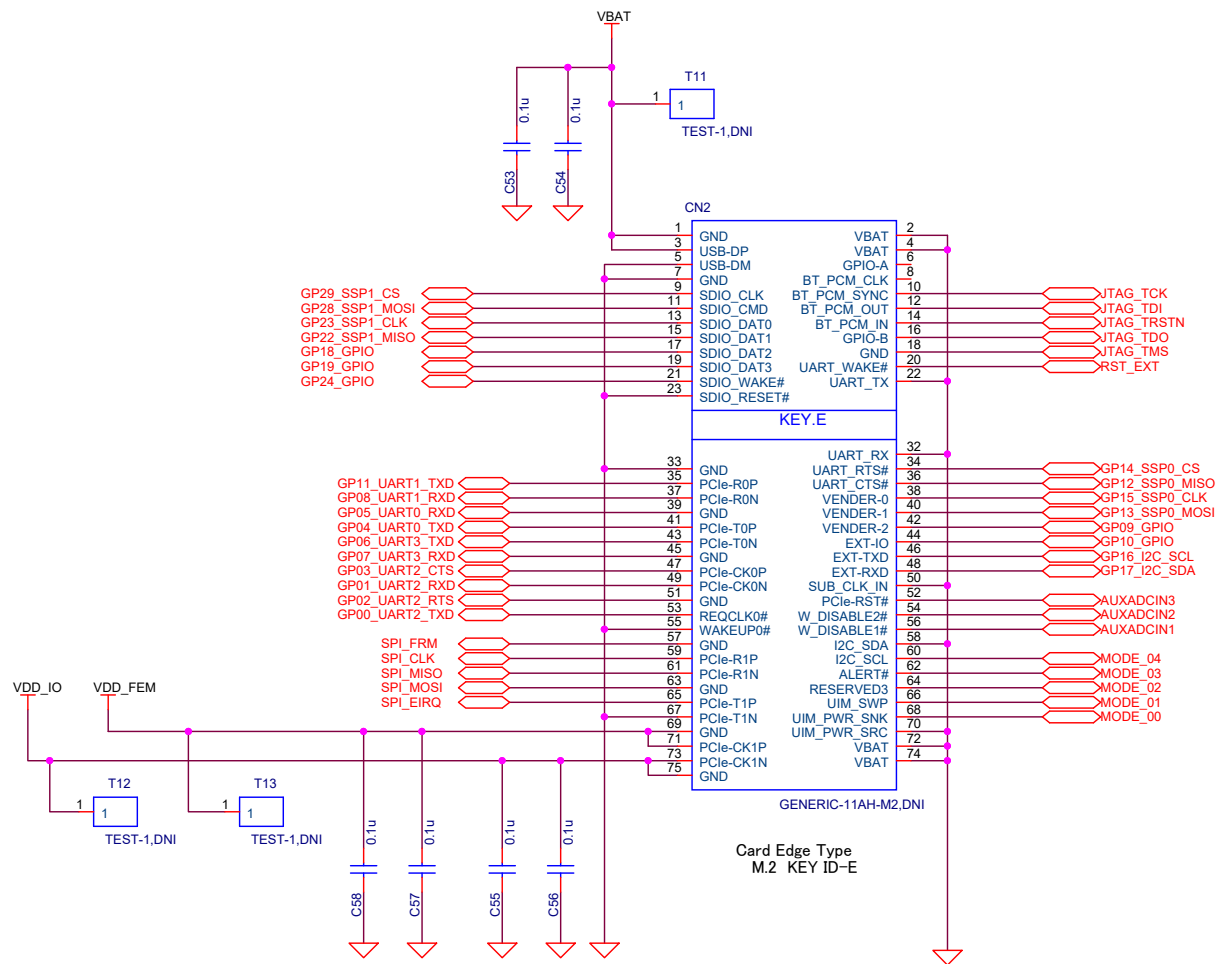 VBAT
T11
1
1
TEST-1,DNI
0.1u
0.1u
C53
C54
CN2
1 GND VBAT 2
3 USB-DP VBAT 4
5 USB-DM GPIO-A 6
7 GND BT_PCM_CLK 8
GP29_SSP1_CS 9 SDIO_CLK BT_PCM_SYNC 10 JTAG_TCK
GP28_SSP1_MOSI 11 SDIO_CMD BT_PCM_OUT 12 JTAG_TDI
GP23_SSP1_CLK 13 SDIO_DAT0 BT_PCM_IN 14 JTAG_TRSTN
GP22_SSP1_MISO 15 SDIO_DAT1 GPIO-B 16 JTAG_TDO
GP18_GPIO 17 SDIO_DAT2 GND 18 JTAG_TMS
GP19_GPIO 19 SDIO_DAT3 UART_WAKE# 20 RST_EXT
GP24_GPIO 21 SDIO_WAKE# UART_TX 22
23 SDIO_RESET#
KEY.E
UART_RX 32
33 GND UART_RTS# 34 GP14_SSP0_CS
GP11_UART1_TXD 35 PCIe-R0P UART_CTS# 36 GP12_SSP0_MISO
GP08_UART1_RXD 37 PCIe-R0N VENDER-0 38 GP15_SSP0_CLK
GP05_UART0_RXD 39 GND VENDER-1 40 GP13_SSP0_MOSI
GP04_UART0_TXD 41 PCIe-T0P VENDER-2 42 GP09_GPIO
GP06_UART3_TXD 43 PCIe-T0N EXT-IO 44 GP10_GPIO
GP07_UART3_RXD 45 GND EXT-TXD 46 GP16_I2C_SCL
GP03_UART2_CTS 47 PCIe-CK0P EXT-RXD 48 GP17_I2C_SDA
GP01_UART2_RXD 49 PCIe-CK0N SUB_CLK_IN 50
GP02_UART2_RTS 51 GND PCIe-RST# 52 AUXADCIN3
GP00_UART2_TXD 53 REQCLK0# W_DISABLE2# 54 AUXADCIN2
55 WAKEUP0# W_DISABLE1# 56 AUXADCIN1
SPI_FRM 57 GND I2C_SDA 58
SPI_CLK 59 PCIe-R1P I2C_SCL 60 MODE_04
SPI_MISO 61 PCIe-R1N ALERT# 62 MODE_03
SPI_MOSI 63 GND RESERVED3 64 MODE_02
SPI_EIRQ 65 PCIe-T1P UIM_SWP 66 MODE_01
67 PCIe-T1N UIM_PWR_SNK 68 MODE_00
69 GND UIM_PWR_SRC 70
71 PCIe-CK1P VBAT 72
73 PCIe-CK1N VBAT 74
75 GND
VDD_IO
VDD_FEM
T12
1
1
TEST-1,DNI
T13
1
1
TEST-1,DNI
GENERIC-11AH-M2,DNI
0.1u
0.1u
0.1u
0.1u
C58
C57
C55
C56
Card Edge Type
M.2 KEY ID-E